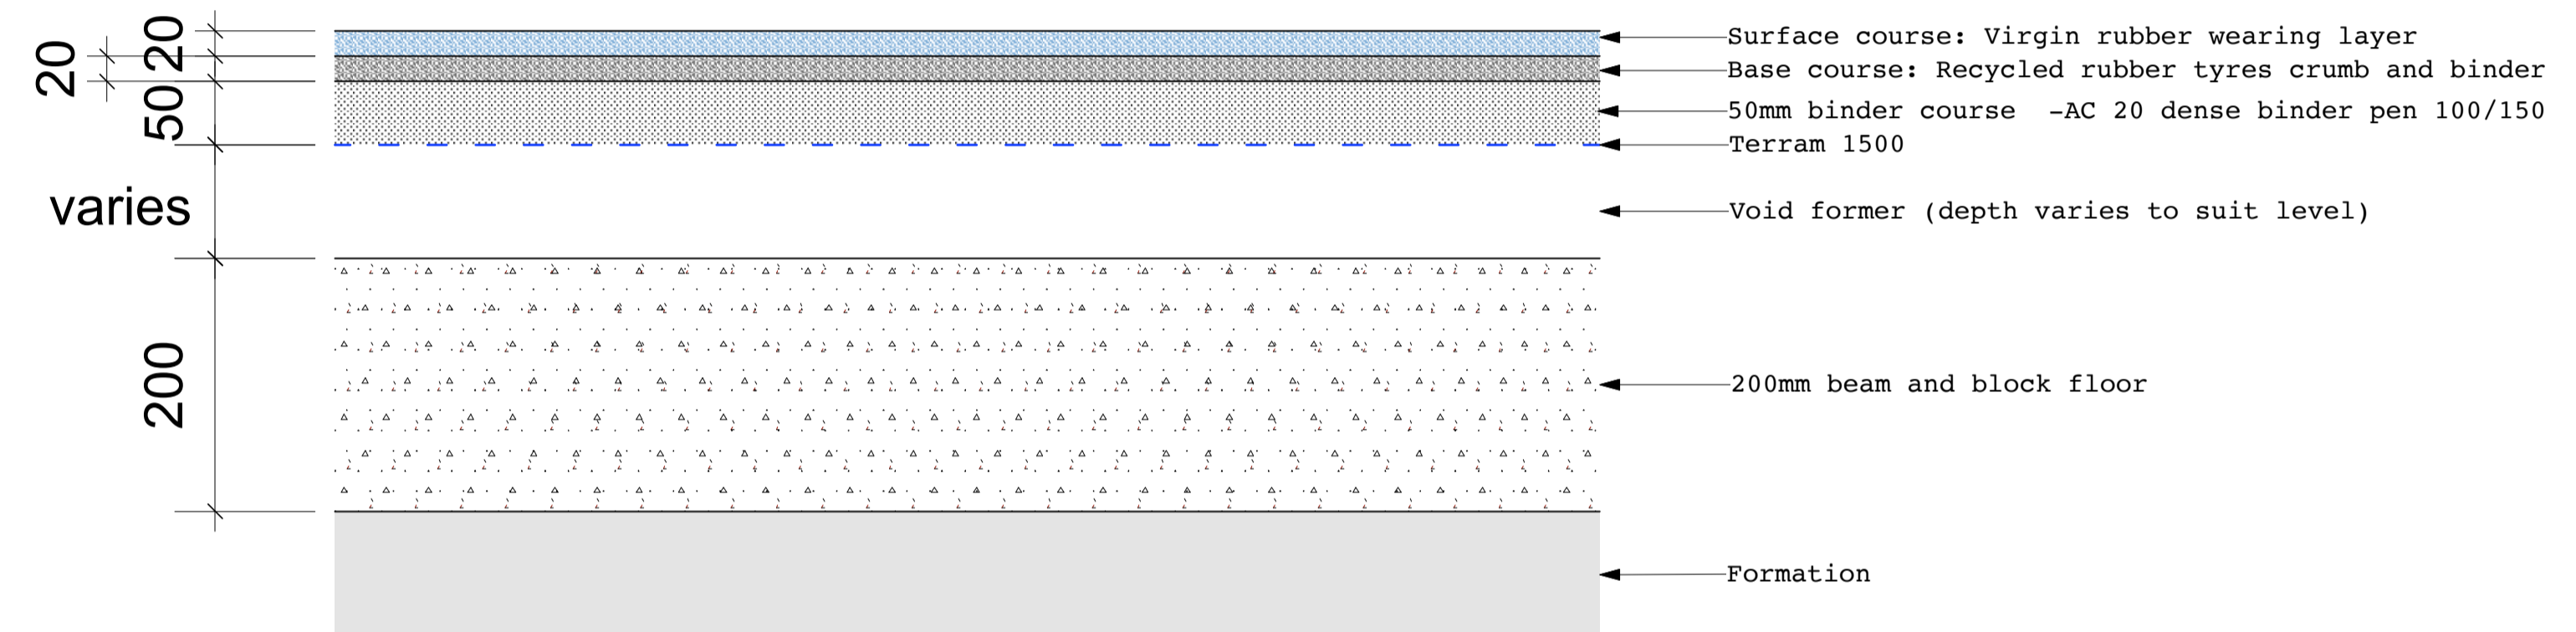 20
20
50
varies
200
Surface course: Virgin rubber wearing layer
Base course: Recycled rubber tyres crumb and binder
50mm binder course  -AC 20 dense binder pen 100/150
Terram 1500
Void former (depth varies to suit level)
200mm beam and block floor
Formation